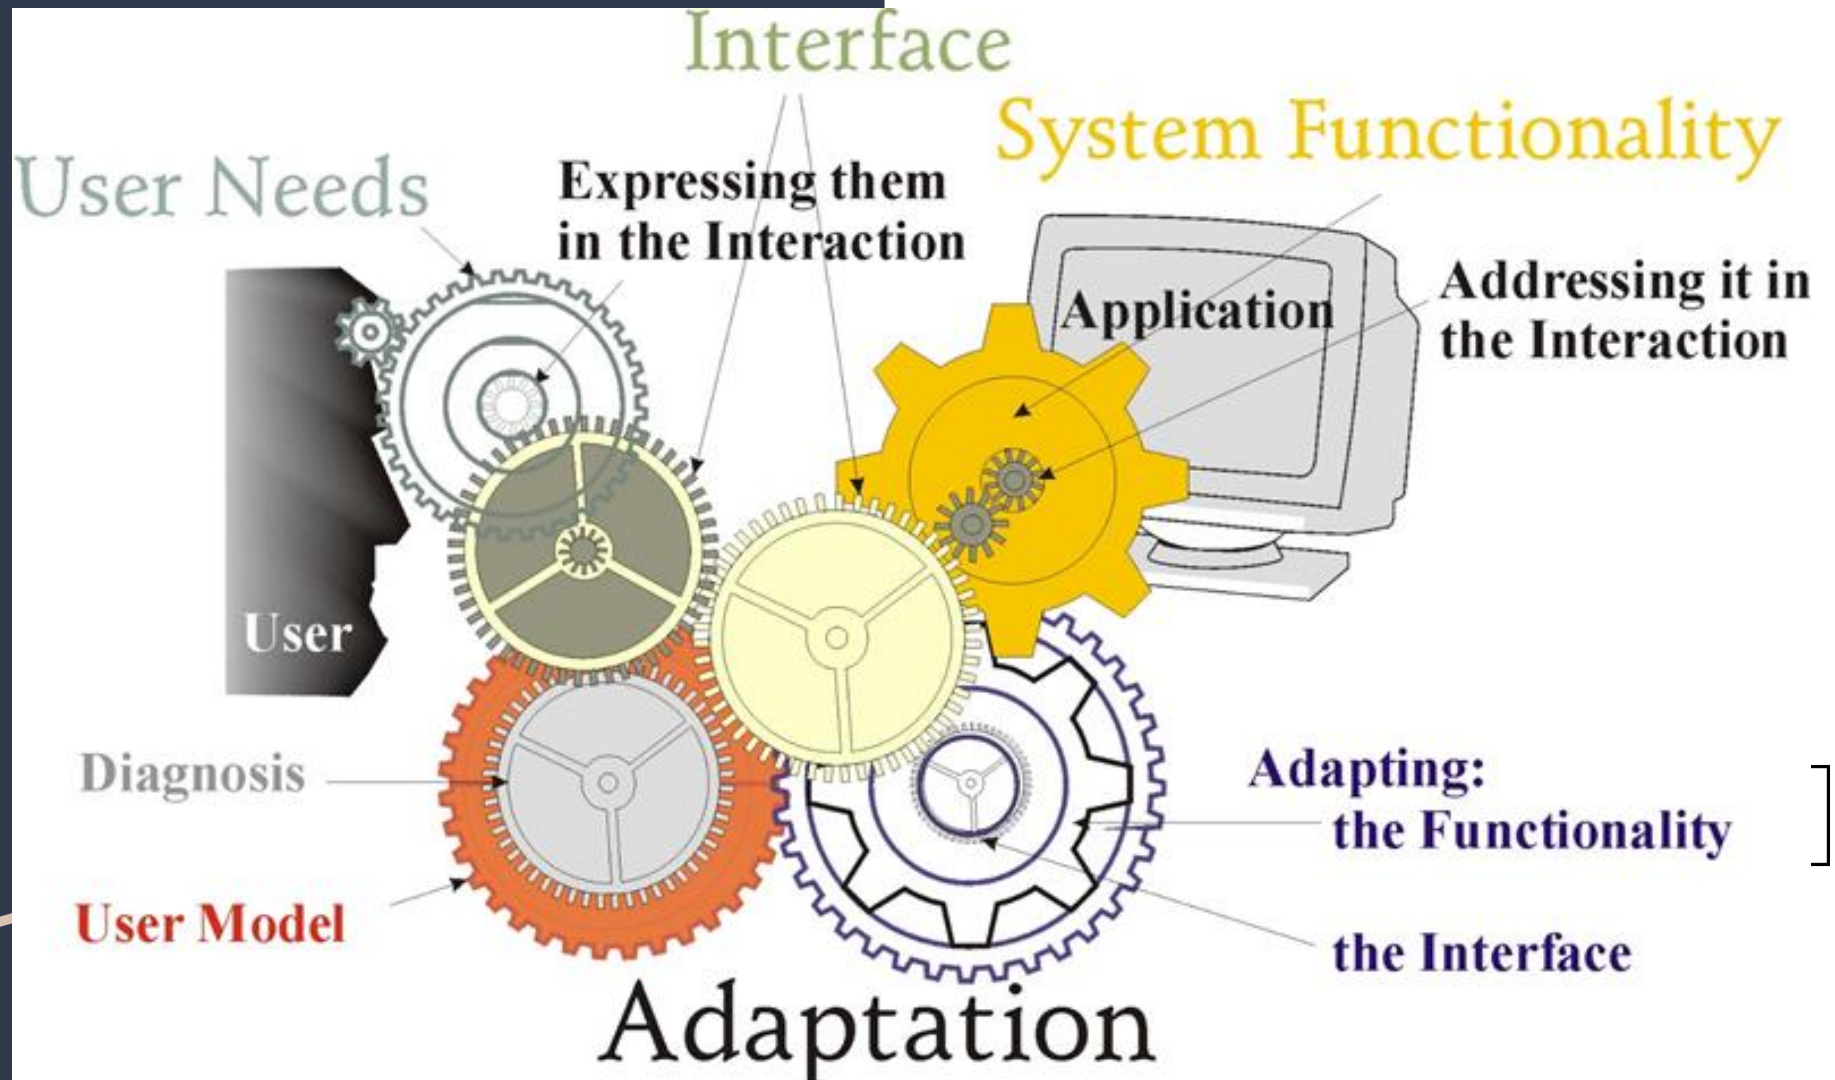 Interface
System Functionality
User Needs
Expressing them
in the Interaction
Application
Addressing it in
the Interaction
User
Diagnosis
Adapting:
the Functionality
User Model
the Interface
Adaptation